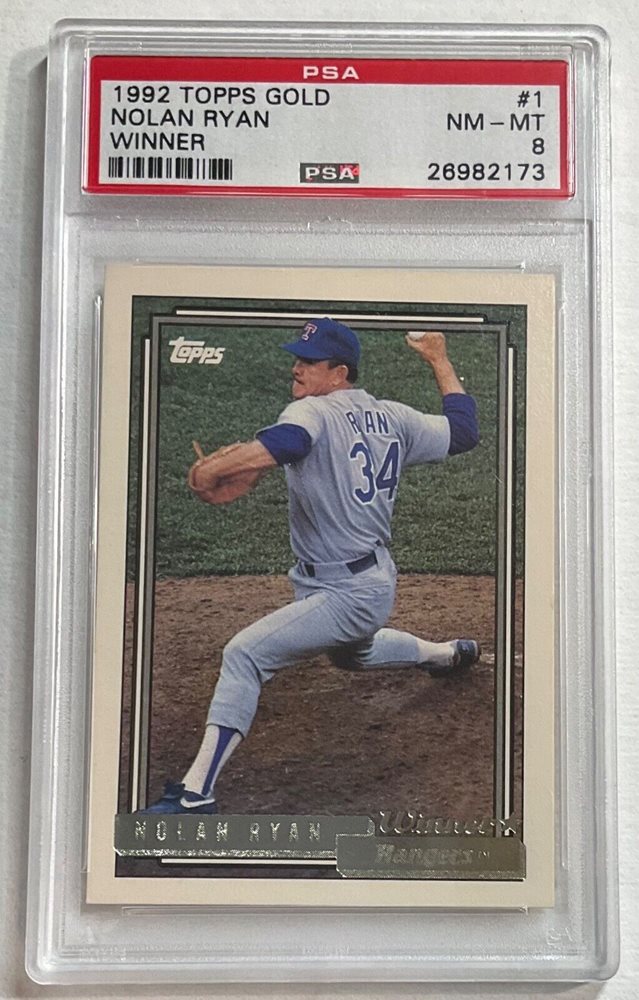 PSA
1992 TOPPS GOLD #1
NOLAN RYAN NM-MT
WINNER 8
PSA 26982173
Topps
T
RYAN
34
NOLAN RYAN
Winner
Rangers